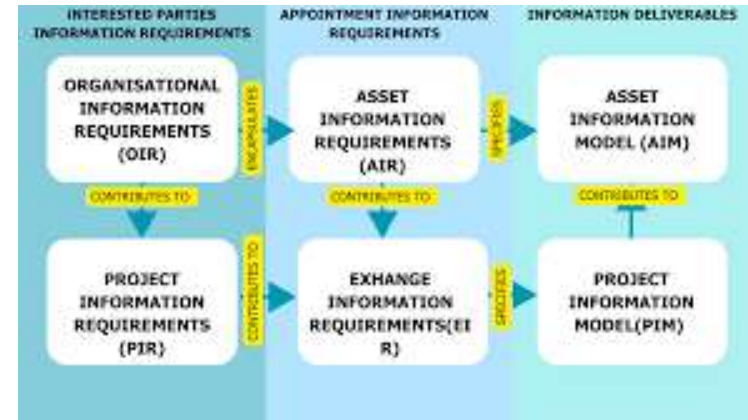 INTERESTED PARTIES
INFORMATION REQUIREMENTS
APPOINTMENT INFORMATION
REQUIREMENTS
INFORMATION DELIVERABLES
ORGANISATIONAL
INFORMATION
REQUIREMENTS
(OIR)
ENCAPSULATES
ASSET
INFORMATION
REQUIREMENTS
(AIR)
SPECIFIES
ASSET
INFORMATION
MODEL (AIM)
CONTRIBUTES TO
CONTRIBUTES TO
CONTRIBUTES TO
PROJECT
INFORMATION
REQUIREMENTS
(PIR)
CONTRIBUTES TO
EXHANGE
INFORMATION
REQUIREMENTS(EI
R)
SPECIFIES
PROJECT
INFORMATION
MODEL(PIM)